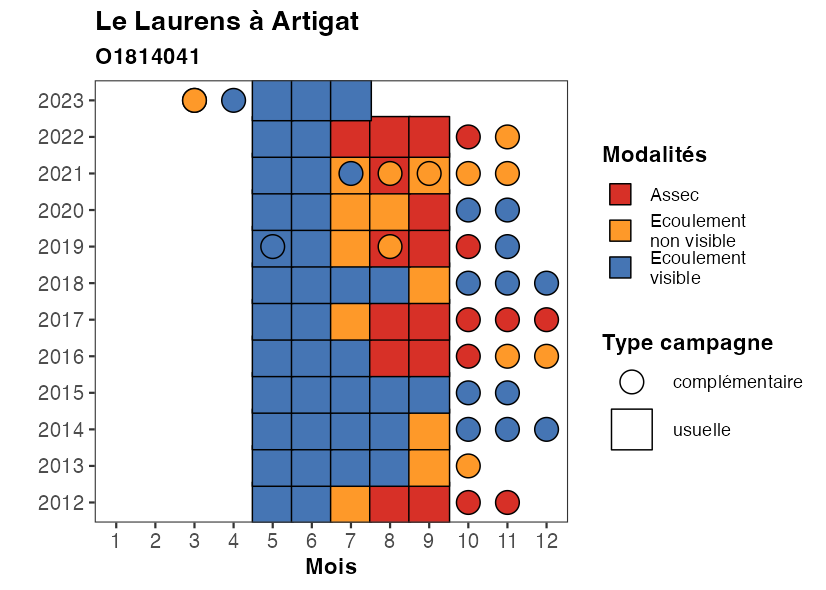 Le Laurens à Artigat
O1814041
2023
2022
2021
2020
2019
2018
2017
2016
2015
2014
2013
2012
1 2 3 4 5 6 7 8 9 10 11 12
Mois
Modalités
Assec
Ecoulement
non visible
Ecoulement
visible
Type campagne
complémentaire
usuelle